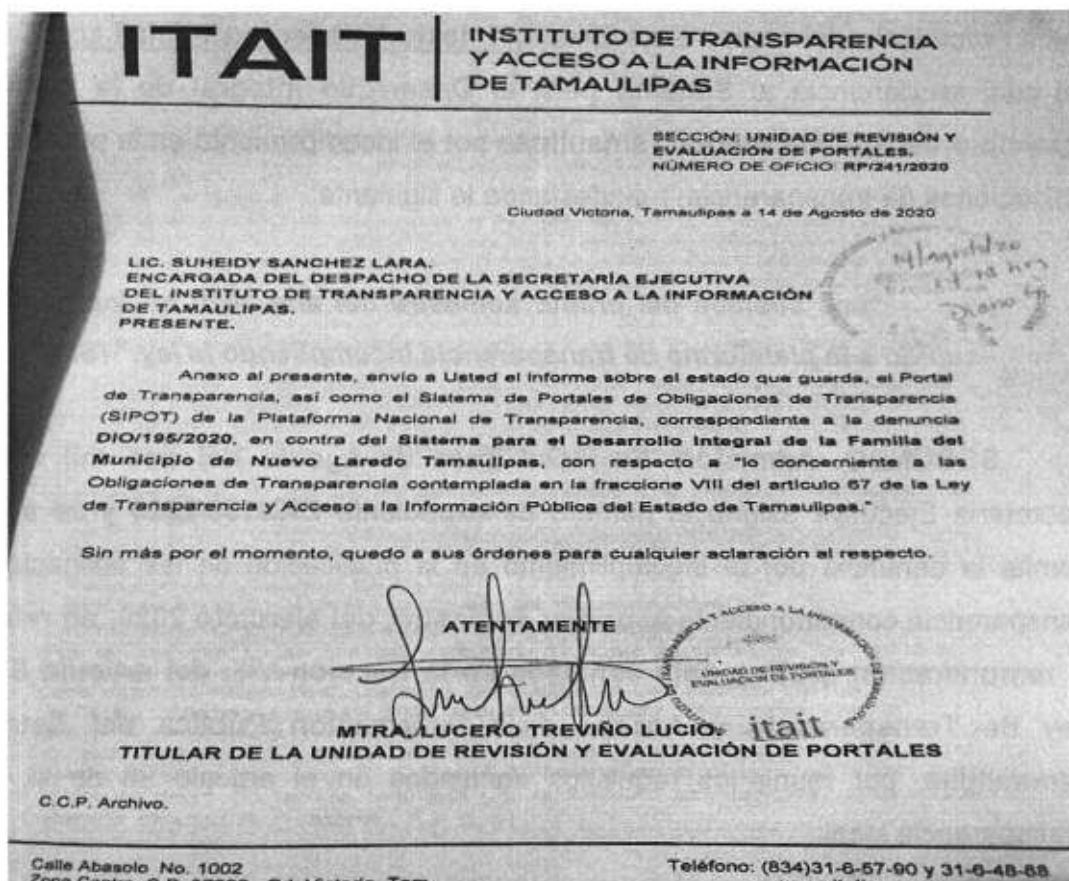 ITAIT
INSTITUTO DE TRANSPARENCIA
Y ACCESO A LA INFORMACIÓN
DE TAMAULIPAS
SECCIÓN: UNIDAD DE REVISIÓN Y
EVALUACIÓN DE PORTALES.
NÚMERO DE OFICIO: RP/241/2020
Ciudad Victoria, Tamaulipas a 14 de Agosto de 2020
LIC. SUHEIDY SANCHEZ LARA.
ENCARGADA DEL DESPACHO DE LA SECRETARÍA EJECUTIVA
DEL INSTITUTO DE TRANSPARENCIA Y ACCESO A LA INFORMACIÓN
DE TAMAULIPAS.
PRESENTE.
Anexo al presente, envío a Usted el informe sobre el estado que guarda, el Portal
de Transparencia, así como el Sistema de Portales de Obligaciones de Transparencia
(SIPOT) de la Plataforma Nacional de Transparencia, correspondiente a la denuncia
DIO/195/2020, en contra del Sistema para el Desarrollo Integral de la Familia del
Municipio de Nuevo Laredo Tamaulipas, con respecto a "lo concerniente a las
Obligaciones de Transparencia contemplada en la fraccione VIII del artículo 67 de la Ley
de Transparencia y Acceso a la Información Pública del Estado de Tamaulipas."
Sin más por el momento, quedo a sus órdenes para cualquier aclaración al respecto.
ATENTAMENTE
UNIDAD DE REVISIÓN Y
EVALUACIÓN DE PORTALES
itait
MTRA. LUCERO TREVIÑO LUCIO.
TITULAR DE LA UNIDAD DE REVISIÓN Y EVALUACIÓN DE PORTALES
C.C.P. Archivo.
Calle Abasolo No. 1002
Teléfono: (834)31-6-57-90 y 31-6-48-88